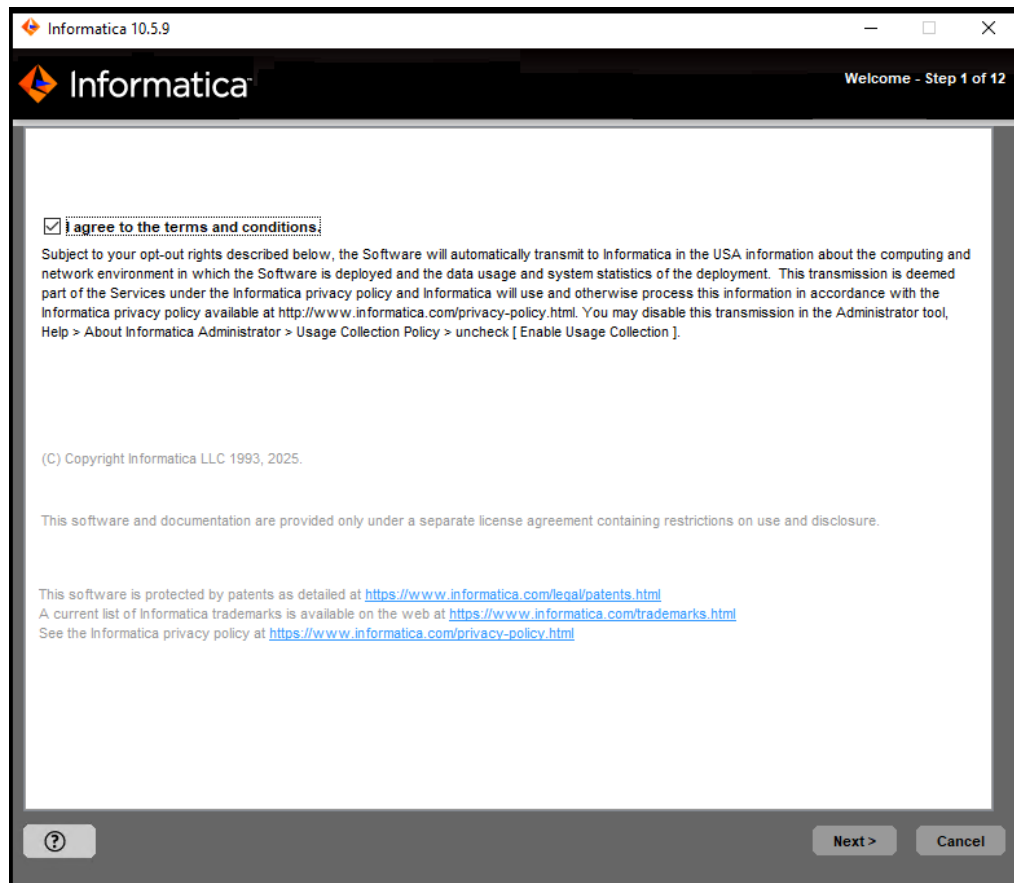 Informatica 10.5.9
Informatica
Welcome - Step 1 of 12
I agree to the terms and conditions.
Subject to your opt-out rights described below, the Software will automatically transmit to Informatica in the USA information about the computing and
network environment in which the Software is deployed and the data usage and system statistics of the deployment. This transmission is deemed
part of the Services under the Informatica privacy policy and Informatica will use and otherwise process this information in accordance with the
Informatica privacy policy available at http://www.informatica.com/privacy-policy.html. You may disable this transmission in the Administrator tool,
Help > About Informatica Administrator > Usage Collection Policy > uncheck [ Enable Usage Collection ].
(C) Copyright Informatica LLC 1993, 2025.
This software and documentation are provided only under a separate license agreement containing restrictions on use and disclosure.
This software is protected by patents as detailed at https://www.informatica.com/legal/patents.html
A current list of Informatica trademarks is available on the web at https://www.informatica.com/trademarks.html
See the Informatica privacy policy at https://www.informatica.com/privacy-policy.html
?
Next >
Cancel